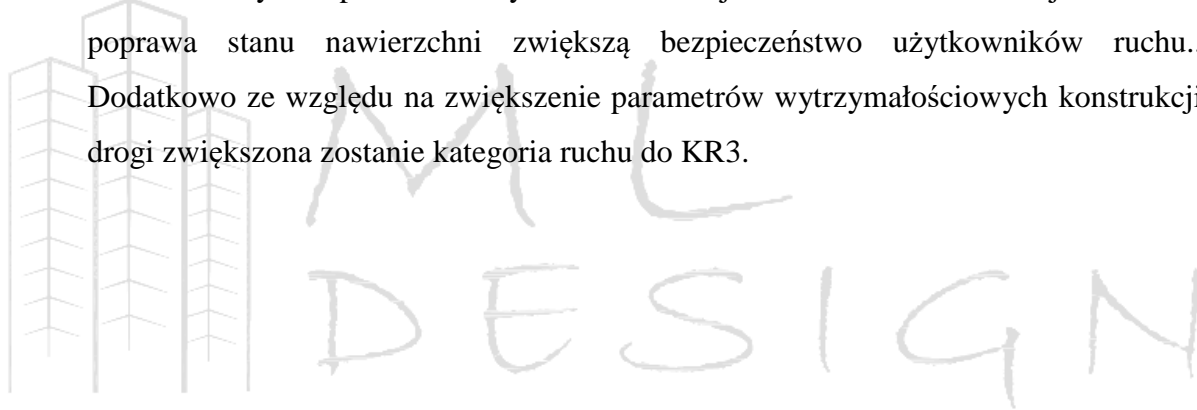 poprawa stanu nawierzchni zwiększą bezpieczeństwo użytkowników ruchu..
Dodatkowo ze względu na zwiększenie parametrów wytrzymałościowych konstrukcji
drogi zwiększona zostanie kategoria ruchu do KR3.
ML
DESIGN